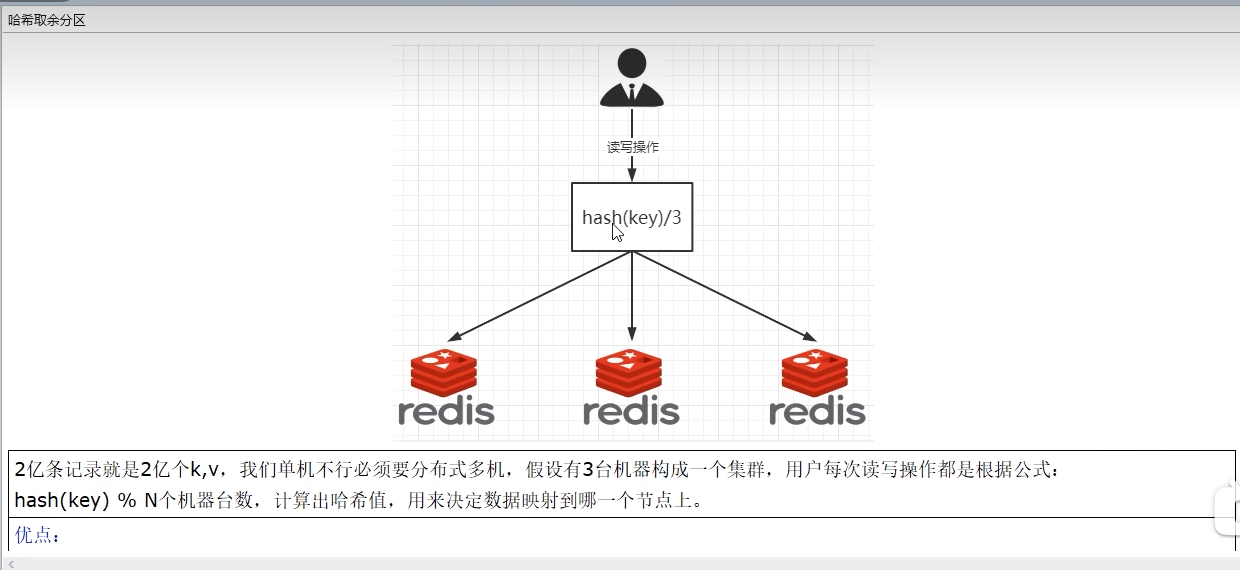 哈希取余分区
读写操作
hash(key)/3
redis redis redis
2亿条记录就是2亿个k,v，我们单机不行必须要分布式多机，假设有3台机器构成一个集群，用户每次读写操作都是根据公式：
hash(key) % N个机器台数，计算出哈希值，用来决定数据映射到哪一个节点上。
优点：